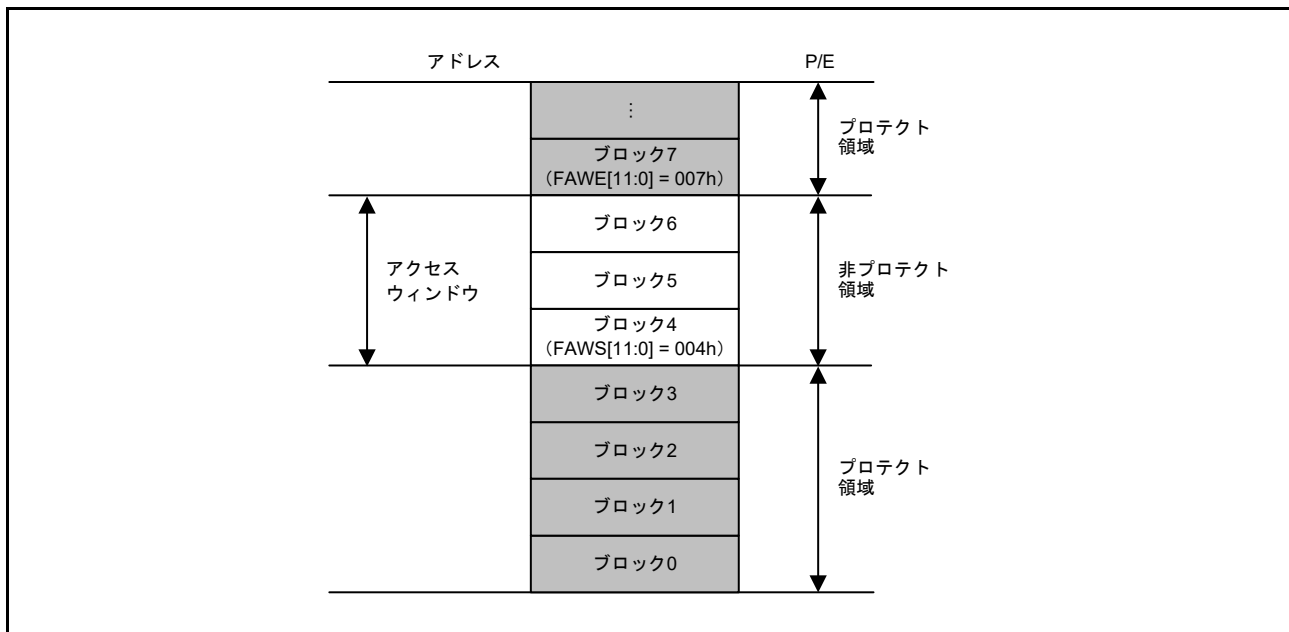 アドレス
P/E
⋮
プロテクト
領域
ブロック7
（FAWE[11:0] = 007h）
ブロック6
アクセス
ウィンドウ
ブロック5
非プロテクト
領域
ブロック4
（FAWS[11:0] = 004h）
ブロック3
ブロック2
プロテクト
領域
ブロック1
ブロック0